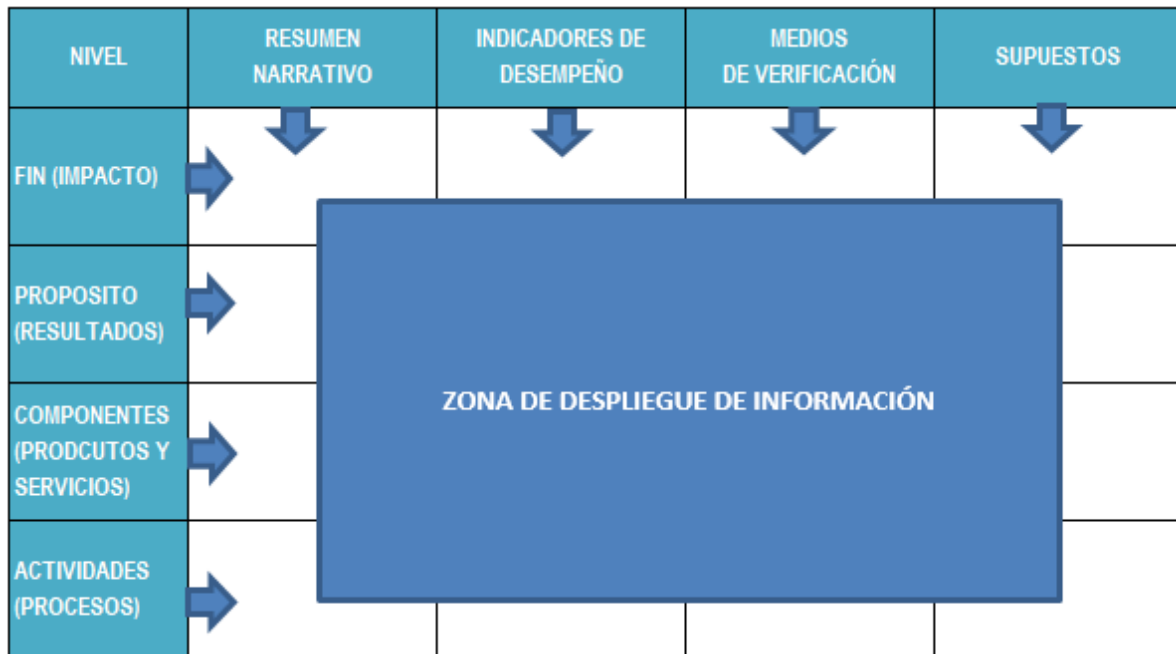 NIVEL
RESUMEN
NARRATIVO
INDICADORES DE
DESEMPEÑO
MEDIOS
DE VERIFICACIÓN
SUPUESTOS
FIN (IMPACTO)
PROPOSITO
(RESULTADOS)
COMPONENTES
(PRODCUTOS Y
SERVICIOS)
ACTIVIDADES
(PROCESOS)
ZONA DE DESPLIEGUE DE INFORMACIÓN